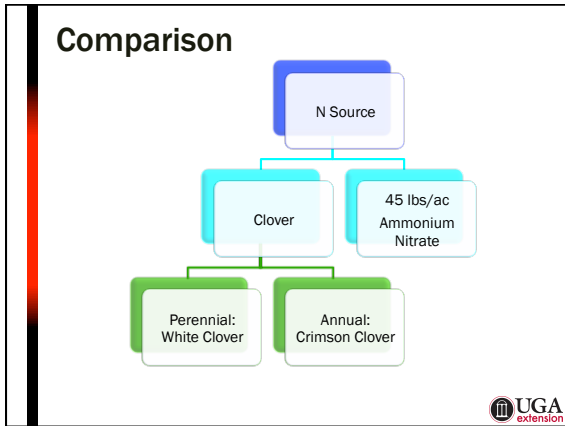 Comparison
N Source
Clover
45 lbs/ac
Ammonium
Nitrate
Perennial:
White Clover
Annual:
Crimson Clover
UGA
extension